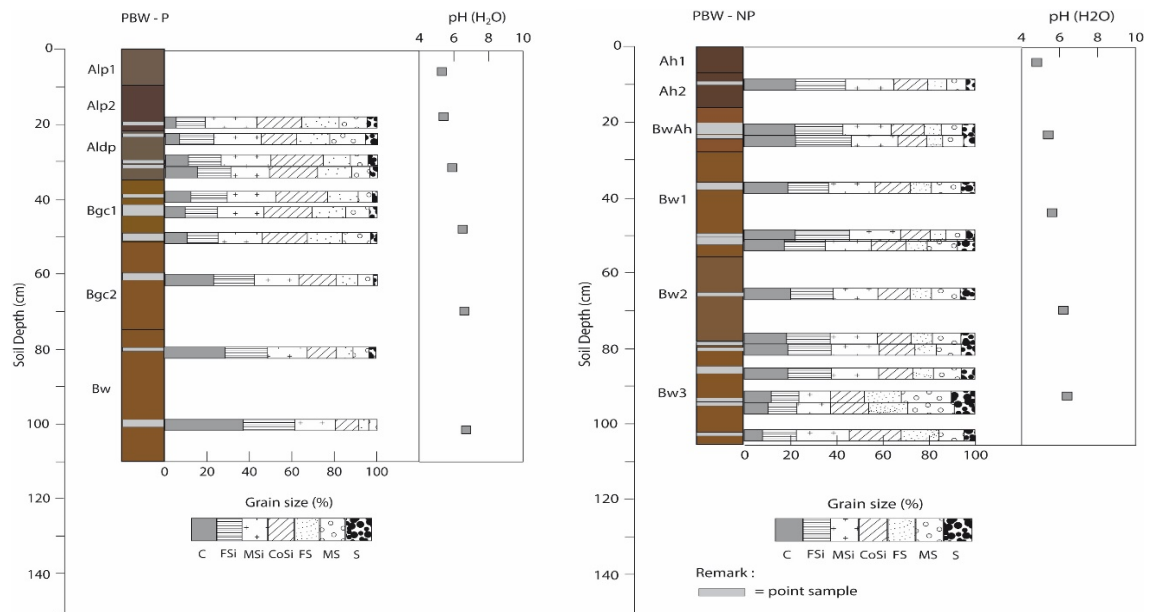 PBW - P
pH (H₂O)
4 6 8 10
0
20
40
60
80
100
120
140
Soil Depth (cm)
Alp1
Alp2
Aldp
Bgc1
Bgc2
Bw
0 20 40 60 80 100
Grain size (%)
C FSi MSi CoSi FS MS S
PBW - NP
pH (H2O)
4 6 8 10
0
20
40
60
80
100
120
140
Soil Depth (cm)
Ah1
Ah2
BwAh
Bw1
Bw2
Bw3
0 20 40 60 80 100
Grain size (%)
C FSi MSi CoSi FS MS S
Remark :
= point sample